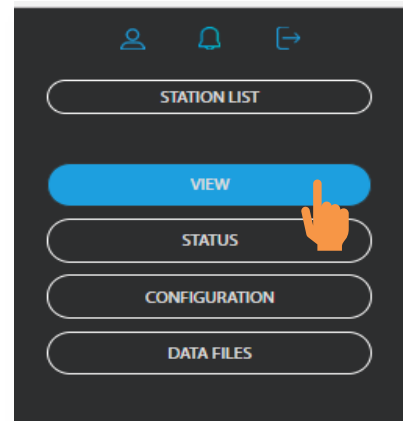 STATION LIST
VIEW
STATUS
CONFIGURATION
DATA FILES